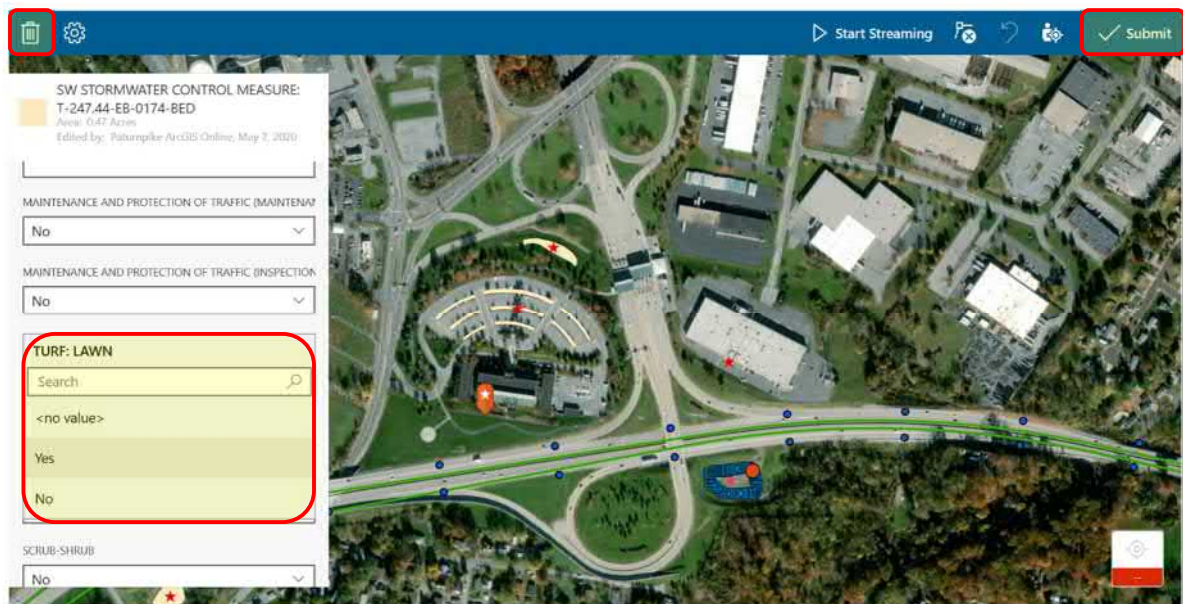 Start Streaming
Submit
SW STORMWATER CONTROL MEASURE:
T-247.44-EB-0174-BED
Area: 0.47 Acres
Edited by: Paturnpike ArcGIS Online, May 7, 2020
MAINTENANCE AND PROTECTION OF TRAFFIC (MAINTENAN
No
MAINTENANCE AND PROTECTION OF TRAFFIC (INSPECTION
No
TURF: LAWN
Search
<no value>
Yes
No
SCRUB-SHRUB
No